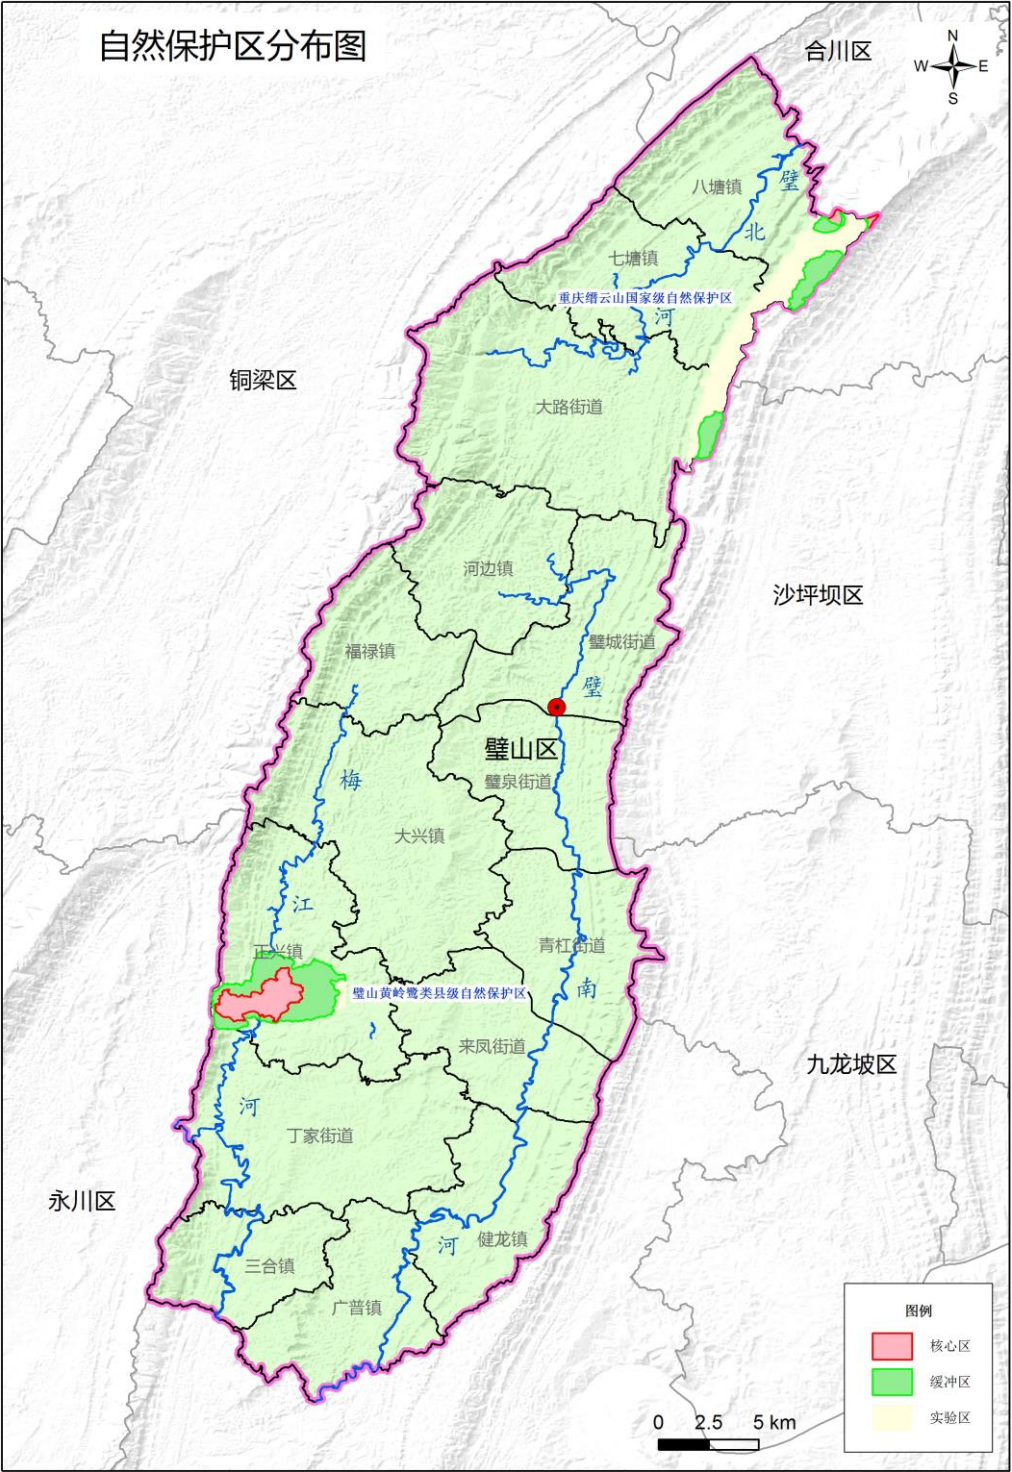 自然保护区分布图
合川区
N
W E
S
八塘镇
璧
北
七塘镇
重庆缙云山国家级自然保护区
河
铜梁区
大路街道
河边镇
沙坪坝区
福禄镇
璧城街道
璧
璧山区
璧泉街道
梅
大兴镇
江
正兴镇
青杠街道
璧山黄岭鹭类县级自然保护区
南
来凤街道
九龙坡区
河
丁家街道
永川区
河
健龙镇
三合镇
广普镇
图例
核心区
缓冲区
实验区
0 2.5 5 km